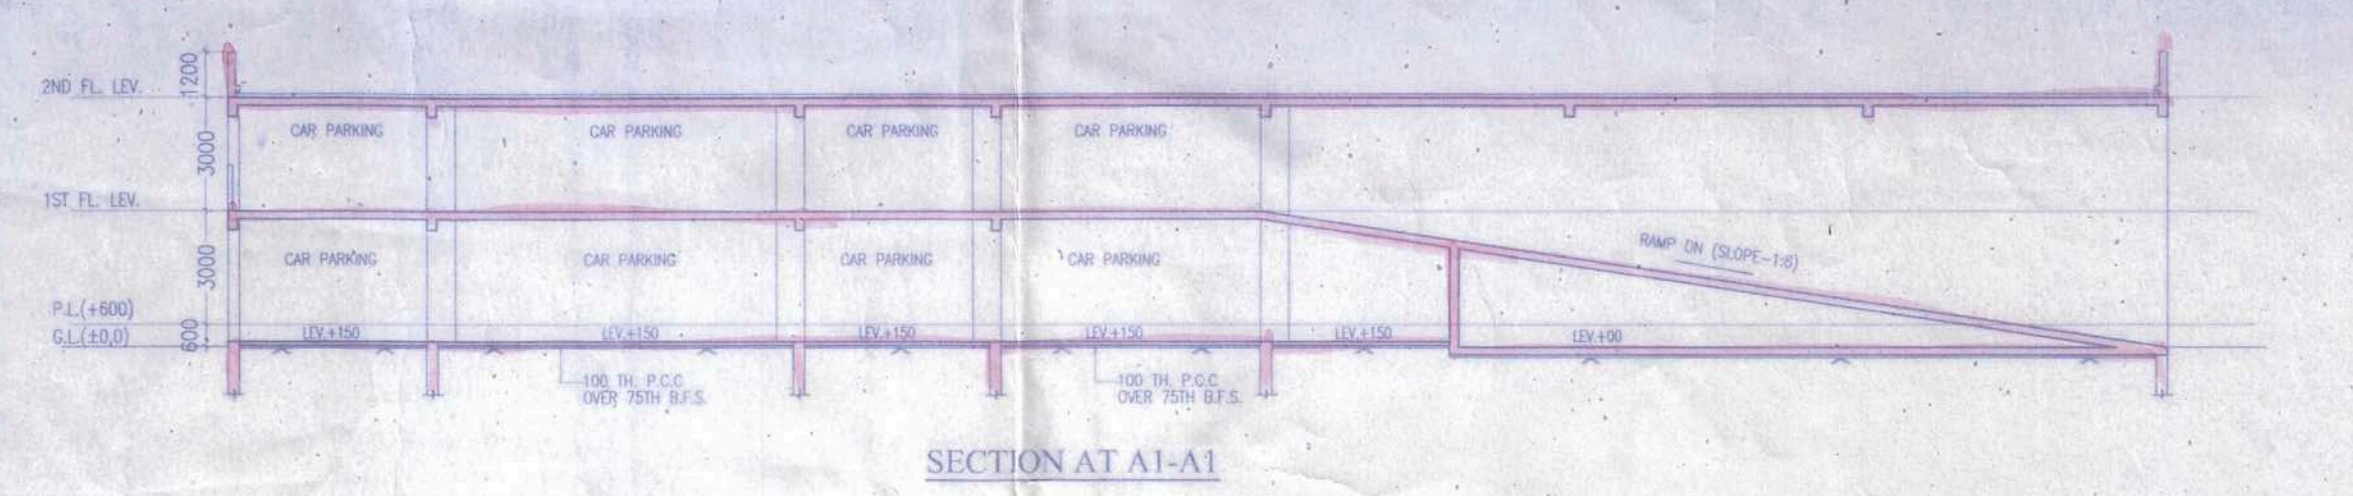 1200
2ND FL. LEV.
CAR PARKING CAR PARKING CAR PARKING CAR PARKING
3000
1ST FL. LEV.
RAMP DN (SLOPE-1:8)
CAR PARKING CAR PARKING CAR PARKING CAR PARKING
3000
P.L.(+600)
G.L.(±0,0)
600
LEV.+150 LEV.+150 LEV.+150 LEV.+150 LEV.+150 LEV.+00
100 TH. P.C.C
OVER 75TH B.F.S.
100 TH. P.C.C
OVER 75TH B.F.S.
SECTION AT A1-A1